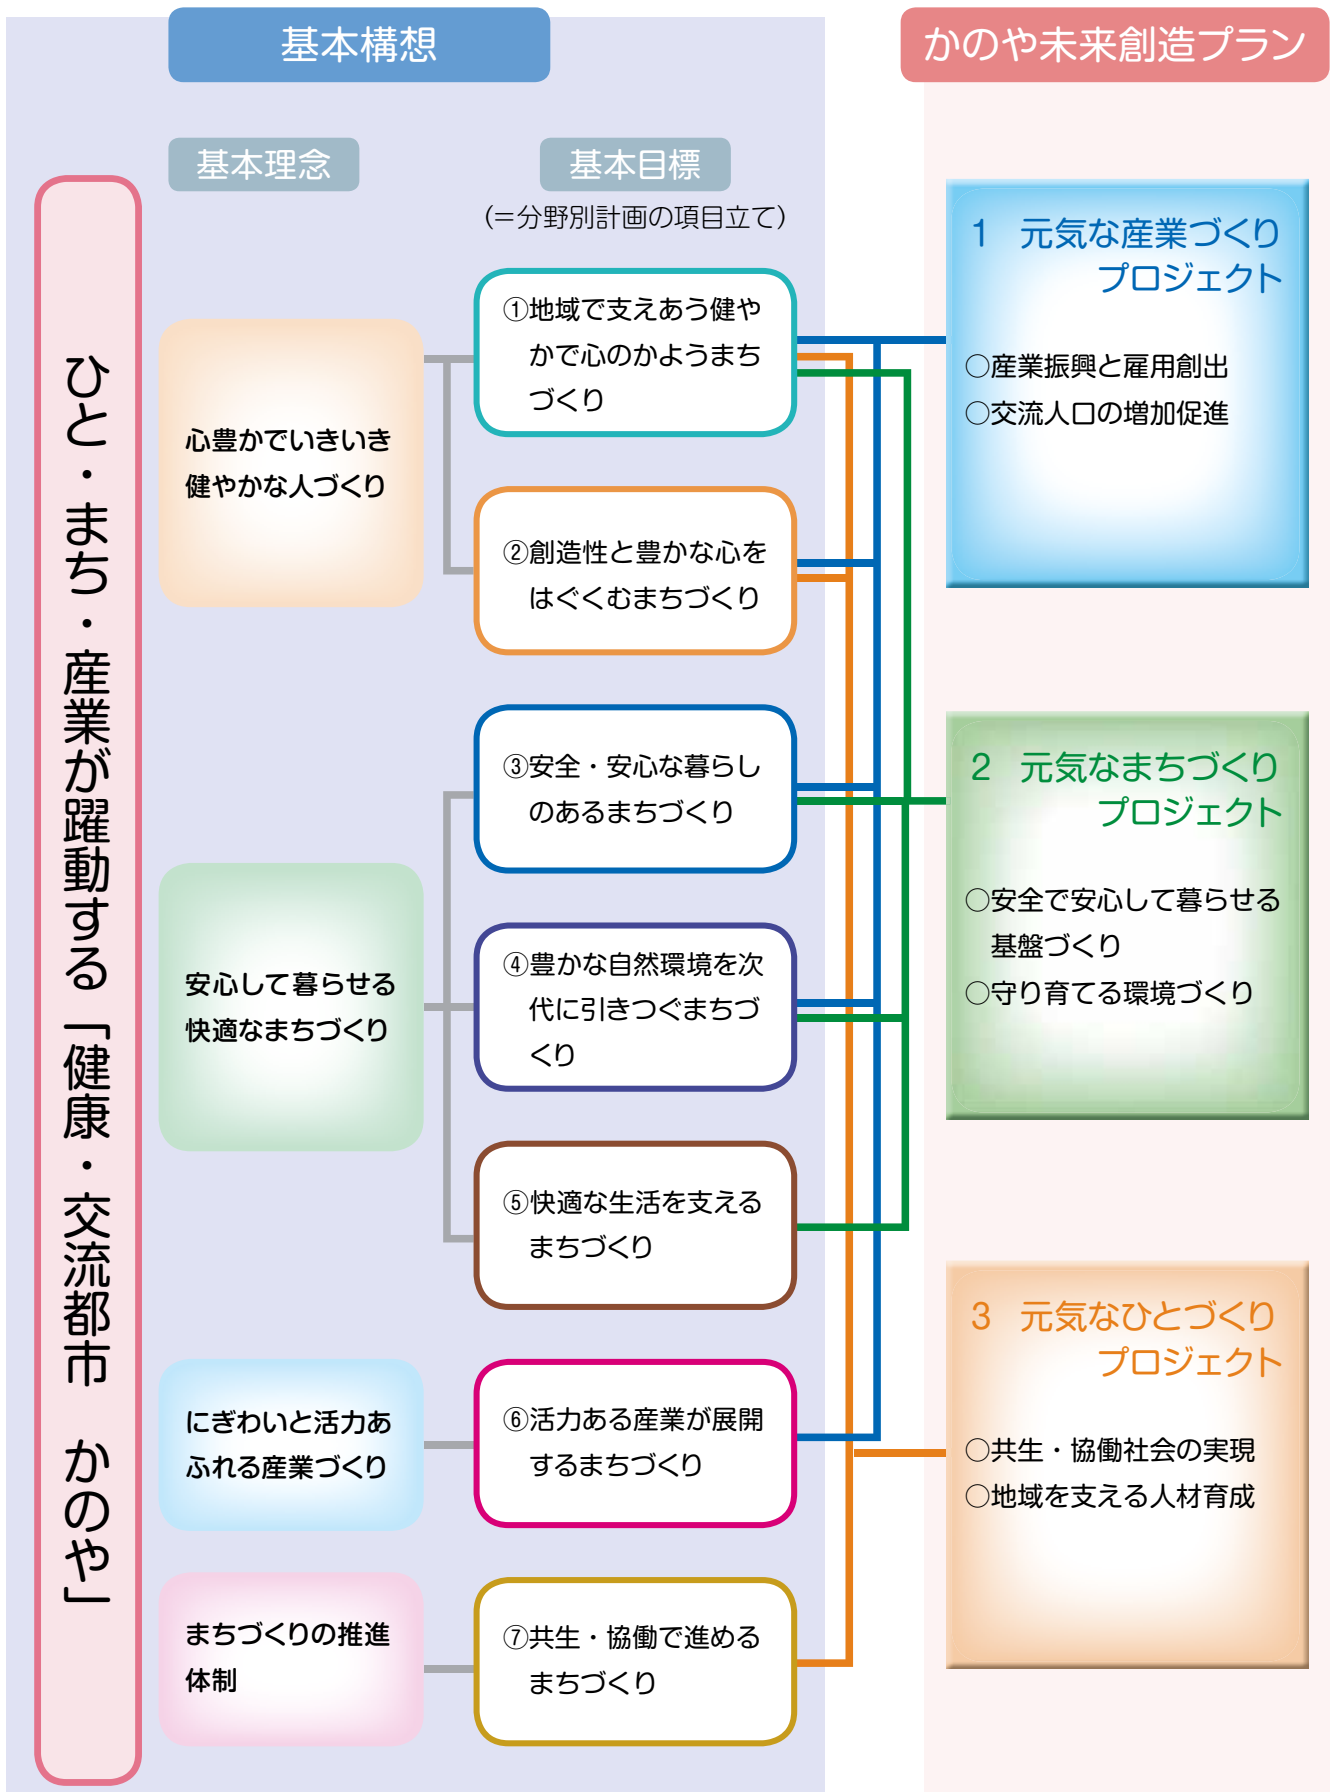 基本構想
かのや未来創造プラン
基本理念
基本目標
(＝分野別計画の項目立て)
ひと・まち・産業が躍動する「健康・交流都市　かのや」
心豊かでいきいき
健やかな人づくり
安心して暮らせる
快適なまちづくり
にぎわいと活力あ
ふれる産業づくり
まちづくりの推進
体制
①地域で支えあう健や
かで心のかようまち
づくり
②創造性と豊かな心を
はぐくむまちづくり
③安全・安心な暮らし
のあるまちづくり
④豊かな自然環境を次
代に引きつぐまちづ
くり
⑤快適な生活を支える
まちづくり
⑥活力ある産業が展開
するまちづくり
⑦共生・協働で進める
まちづくり
1　元気な産業づくり
プロジェクト
○産業振興と雇用創出
○交流人口の増加促進
2　元気なまちづくり
プロジェクト
○安全で安心して暮らせる
基盤づくり
○守り育てる環境づくり
3　元気なひとづくり
プロジェクト
○共生・協働社会の実現
○地域を支える人材育成